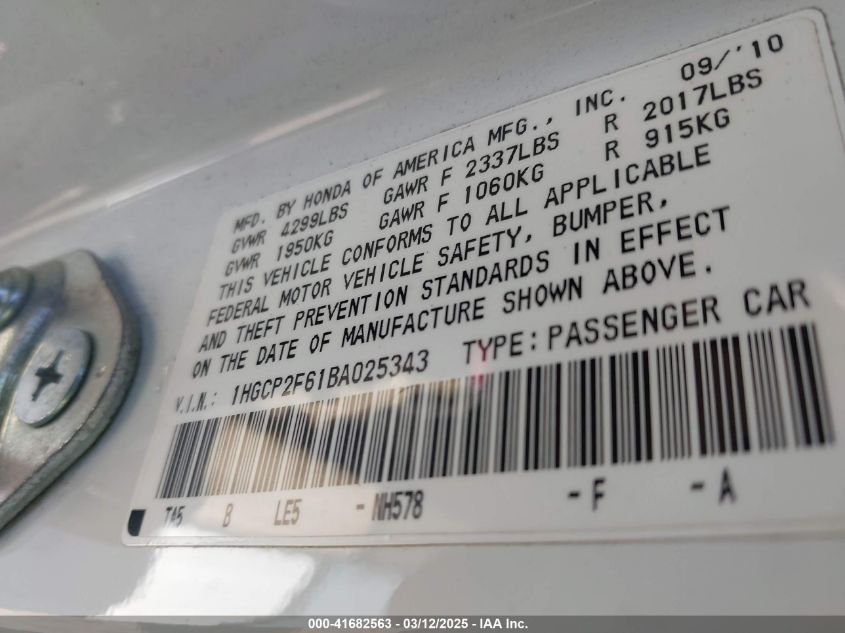 09/'10
MFD. BY HONDA OF AMERICA MFG., INC.
GVWR 4299LBS GAWR F 2337LBS R 2017LBS
GVWR 1950KG GAWR F 1060KG R 915KG
THIS VEHICLE CONFORMS TO ALL APPLICABLE
FEDERAL MOTOR VEHICLE SAFETY, BUMPER,
AND THEFT PREVENTION STANDARDS IN EFFECT
ON THE DATE OF MANUFACTURE SHOWN ABOVE.
V.I.N.: 1HGCP2F61BA025343 TYPE:PASSENGER CAR
TA5 B LE5 -NH578 -F -A
000-41682563 - 03/12/2025 - IAA Inc.